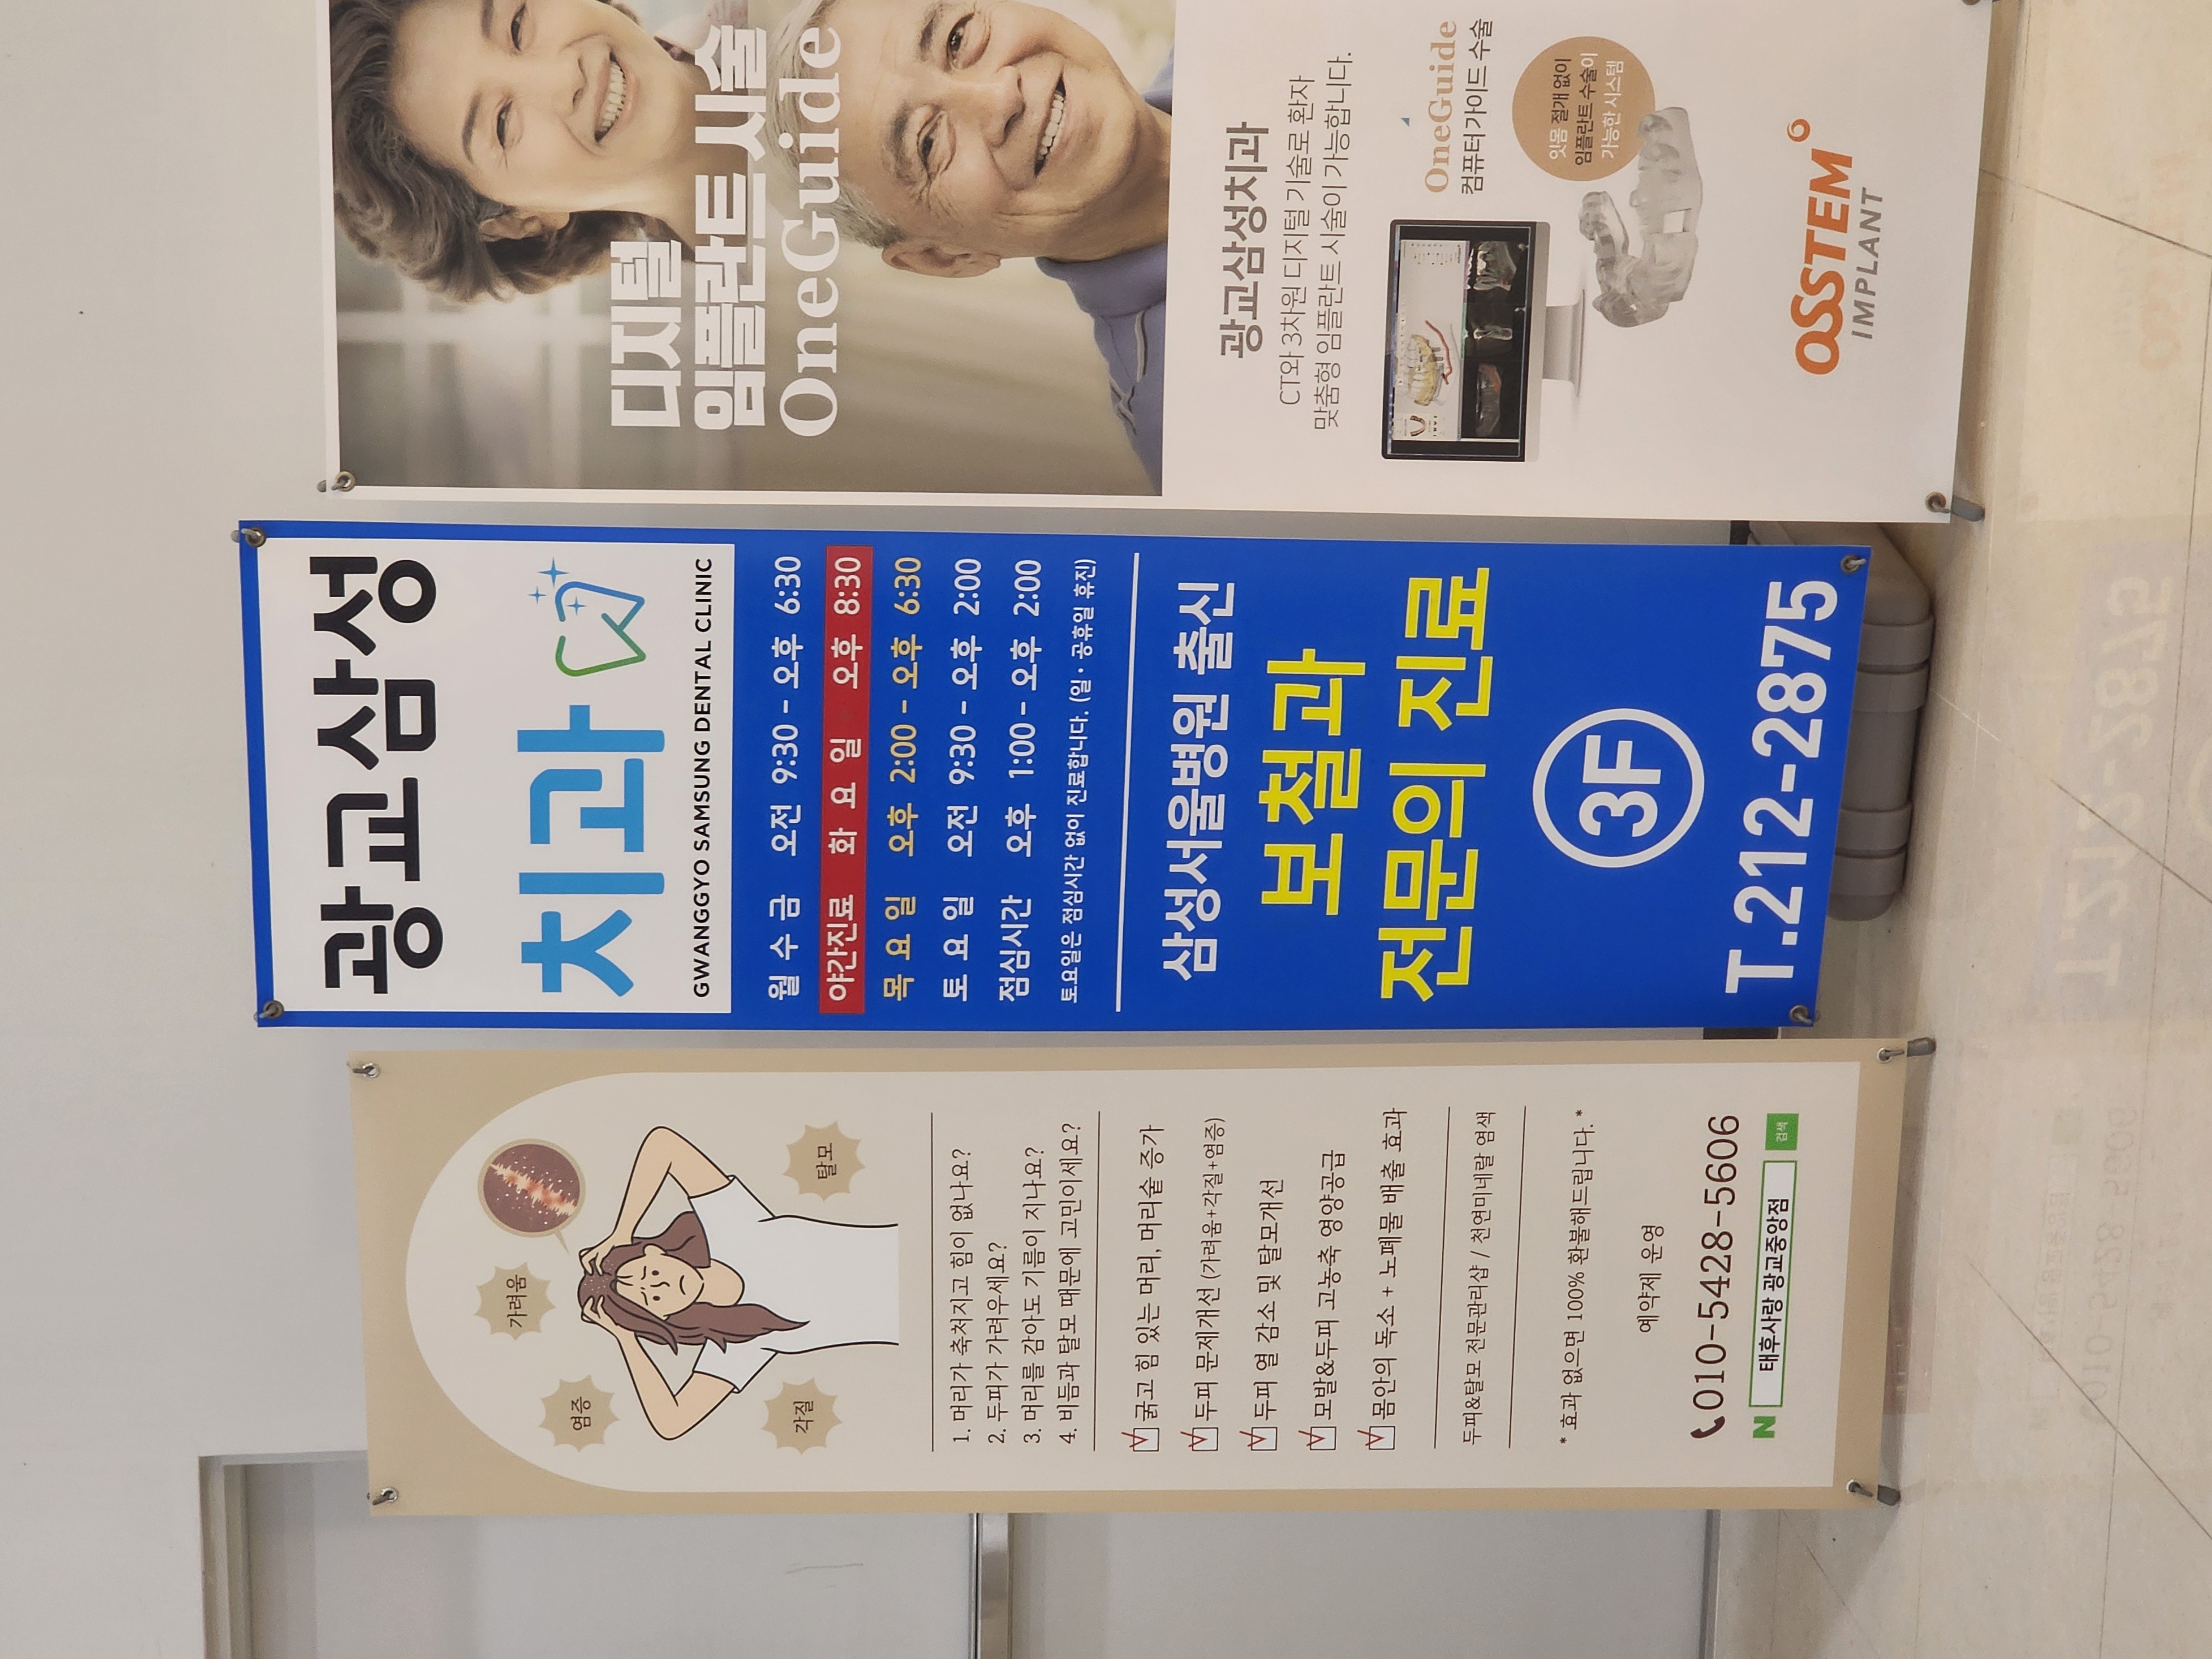 가려움
염증
각질
탈모
1. 머리가 축처지고 힘이 없나요?
2. 두피가 가려우세요?
3. 머리를 감아도 기름이 지나요?
4. 비듬과 탈모 때문에 고민이세요?
굵고 힘 있는 머리, 머리숱 증가
두피 문제개선 (가려움+각질+염증)
두피 열 감소 및 탈모개선
모발&두피 고농축 영양공급
몸안의 독소 + 노폐물 배출 효과
두피&탈모 전문관리샵 / 천연미네랄 염색
* 효과 없으면 100% 환불해드립니다. *
예약제 운영
010-5428-5606
N 태후사랑 광교중앙점 검색
광교삼성
치과
GWANGGYO SAMSUNG DENTAL CLINIC
월 수 금 오전 9:30 - 오후 6:30
야간진료 화 요 일 오후 8:30
목 요 일 오후 2:00 - 오후 6:30
토 요 일 오전 9:30 - 오후 2:00
점심시간 오후 1:00 - 오후 2:00
토요일은 점심시간 없이 진료합니다. (일 · 공휴일 휴진)
삼성서울병원 출신
보철과
전문의 진료
3F
T.212-2875
디지털
임플란트 시술
OneGuide
광교삼성치과
CT와 3차원 디지털 기술로 환자
맞춤형 임플란트 시술이 가능합니다.
OneGuide
컴퓨터 가이드 수술
잇몸 절개 없이
임플란트 수술이
가능한 시스템
OSSTEM
IMPLANT